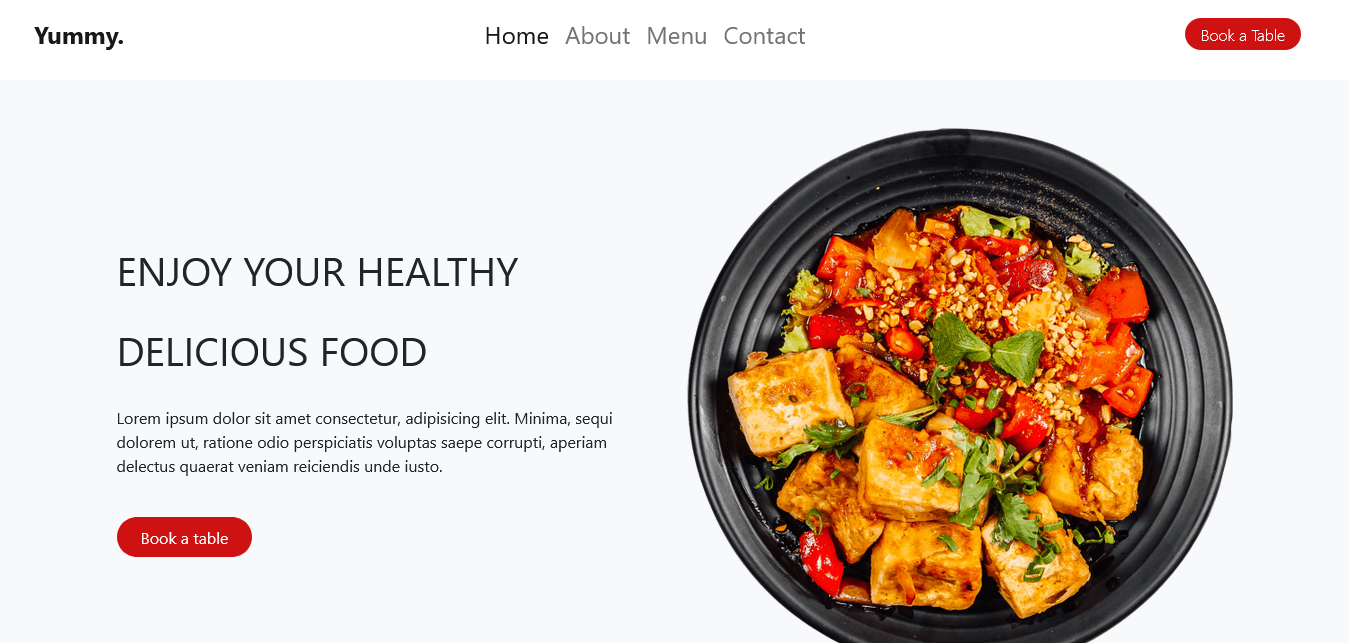 Yummy.
Home About Menu Contact
Book a Table
ENJOY YOUR HEALTHY
DELICIOUS FOOD
Lorem ipsum dolor sit amet consectetur, adipisicing elit. Minima, sequi
dolorem ut, ratione odio perspiciatis voluptas saepe corrupti, aperiam
delectus quaerat veniam reiciendis unde iusto.
Book a table